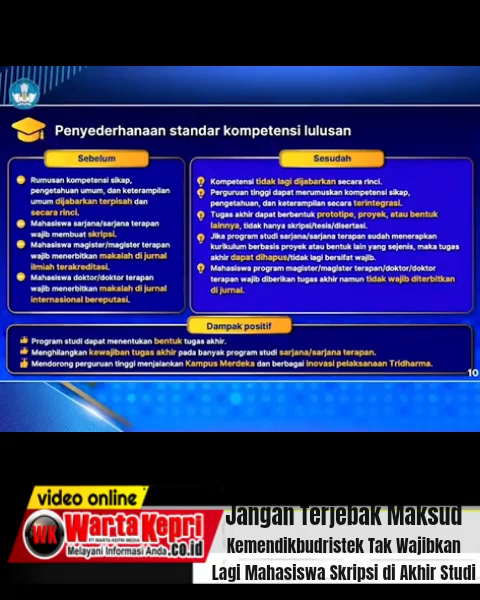 Penyederhanaan standar kompetensi lulusan
Sebelum
Rumusan kompetensi sikap,
pengetahuan umum, dan keterampilan
umum dijabarkan terpisah dan
secara rinci.
Mahasiswa sarjana/sarjana terapan
wajib membuat skripsi.
Mahasiswa magister/magister terapan
wajib menerbitkan makalah di jurnal
ilmiah terakreditasi.
Mahasiswa doktor/doktor terapan
wajib menerbitkan makalah di jurnal
internasional bereputasi.
Sesudah
Kompetensi tidak lagi dijabarkan secara rinci.
Perguruan tinggi dapat merumuskan kompetensi sikap,
pengetahuan, dan keterampilan secara terintegrasi.
Tugas akhir dapat berbentuk prototipe, proyek, atau bentuk
lainnya, tidak hanya skripsi/tesis/disertasi.
Jika program studi sarjana/sarjana terapan sudah menerapkan
kurikulum berbasis proyek atau bentuk lain yang sejenis, maka tugas
akhir dapat dihapus/tidak lagi bersifat wajib.
Mahasiswa program magister/magister terapan/doktor/doktor
terapan wajib diberikan tugas akhir namun tidak wajib diterbitkan
di jurnal.
Dampak positif
Program studi dapat menentukan bentuk tugas akhir.
Menghilangkan kewajiban tugas akhir pada banyak program studi sarjana/sarjana terapan.
Mendorong perguruan tinggi menjalankan Kampus Merdeka dan berbagai inovasi pelaksanaan Tridharma.
10
video online
WK WartaKepri
PT WARTA KEPRI MEDIA
Melayani Informasi Anda .co.id
Jangan Terjebak Maksud
Kemendikbudristek Tak Wajibkan
Lagi Mahasiswa Skripsi di Akhir Studi